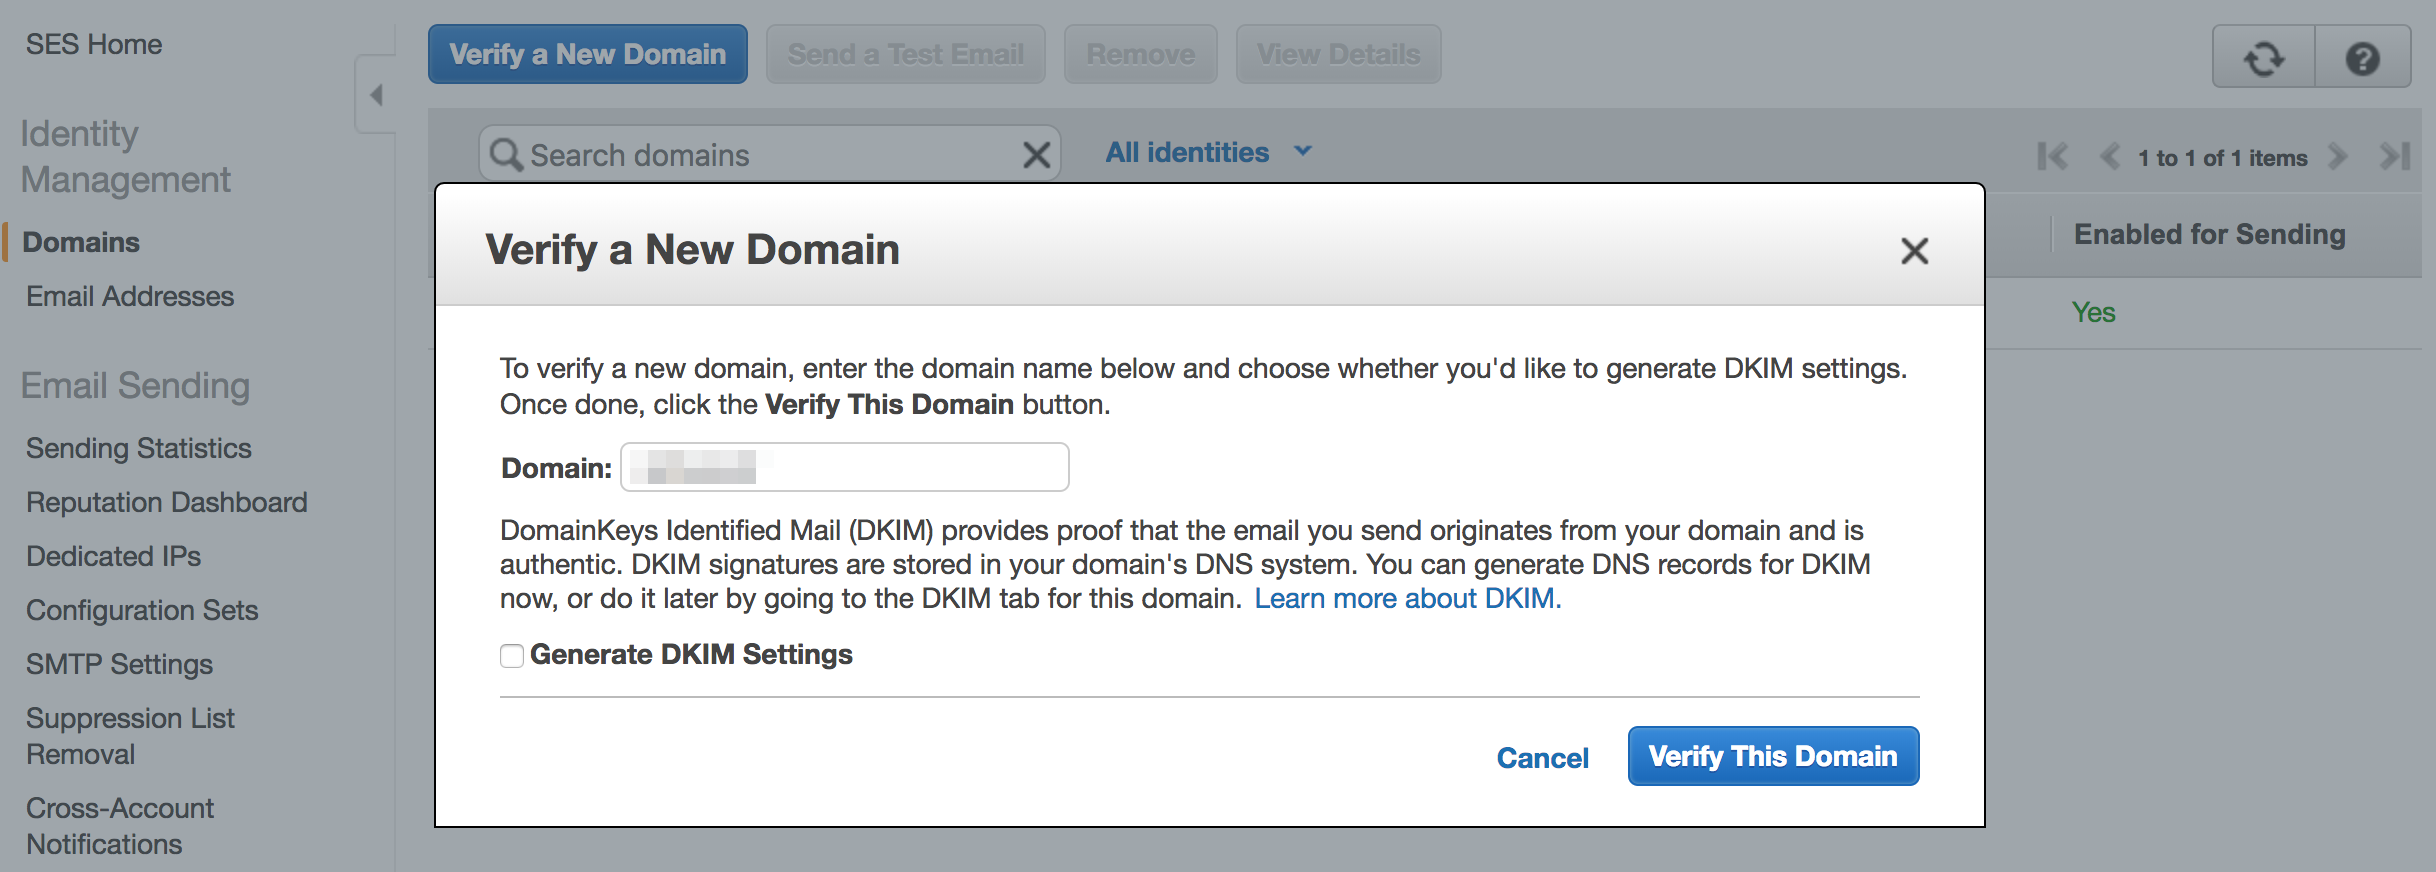 SES Home
Identity
Management
Domains
Email Addresses
Email Sending
Sending Statistics
Reputation Dashboard
Dedicated IPs
Configuration Sets
SMTP Settings
Suppression List
Removal
Cross-Account
Notifications
Verify a New Domain
Send a Test Email
Remove
View Details
Search domains
All identities
1 to 1 of 1 items
Enabled for Sending
Yes
Verify a New Domain
To verify a new domain, enter the domain name below and choose whether you'd like to generate DKIM settings.
Once done, click the Verify This Domain button.
Domain:
DomainKeys Identified Mail (DKIM) provides proof that the email you send originates from your domain and is
authentic. DKIM signatures are stored in your domain's DNS system. You can generate DNS records for DKIM
now, or do it later by going to the DKIM tab for this domain. Learn more about DKIM.
Generate DKIM Settings
Cancel
Verify This Domain